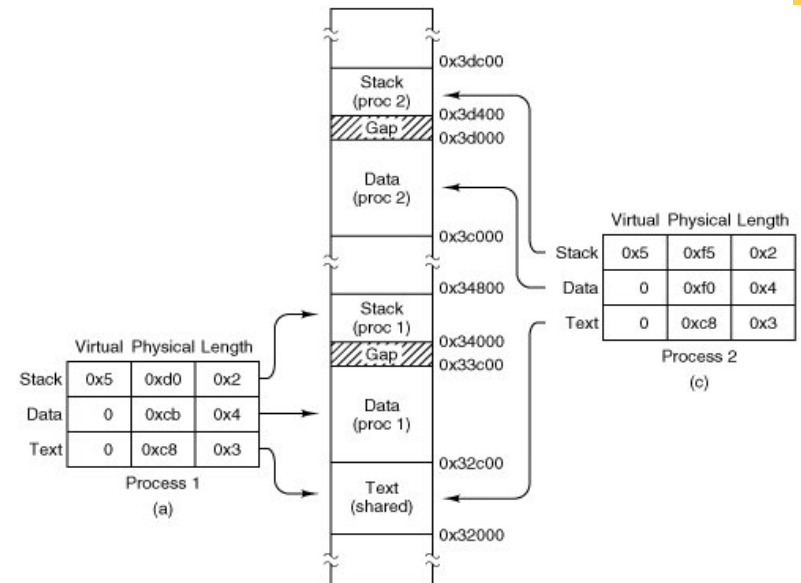 0x3dc00
Stack
(proc 2)
0x3d400
Gap
0x3d000
Data
(proc 2)
0x3c000
0x34800
Stack
(proc 1)
0x34000
Gap
0x33c00
Data
(proc 1)
0x32c00
Text
(shared)
0x32000
Virtual Physical Length
Stack 0x5 0xd0 0x2
Data 0 0xcb 0x4
Text 0 0xc8 0x3
Process 1
(a)
Virtual Physical Length
Stack 0x5 0xf5 0x2
Data 0 0xf0 0x4
Text 0 0xc8 0x3
Process 2
(c)